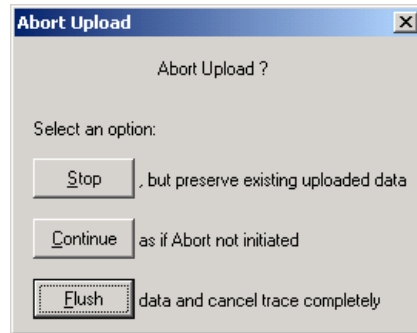 Abort Upload
Abort Upload ?
Select an option:
Stop , but preserve existing uploaded data
Continue as if Abort not initiated
Flush data and cancel trace completely